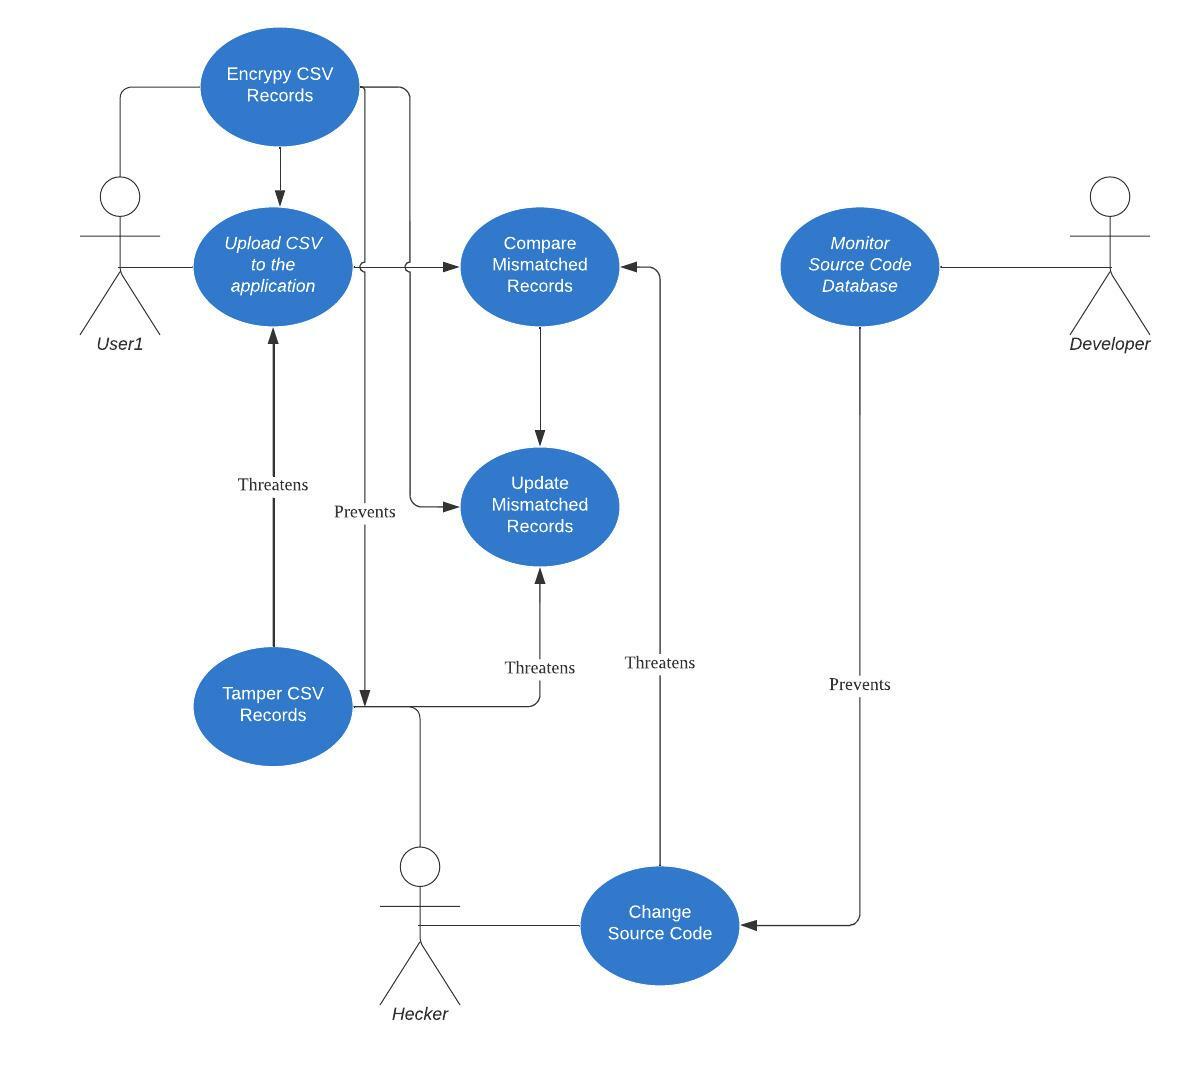 Encrypy CSV
Records
Upload CSV
to the
application
Compare
Mismatched
Records
Monitor
Source Code
Database
User1
Developer
Threatens
Prevents
Update
Mismatched
Records
Threatens
Threatens
Prevents
Tamper CSV
Records
Change
Source Code
Hecker